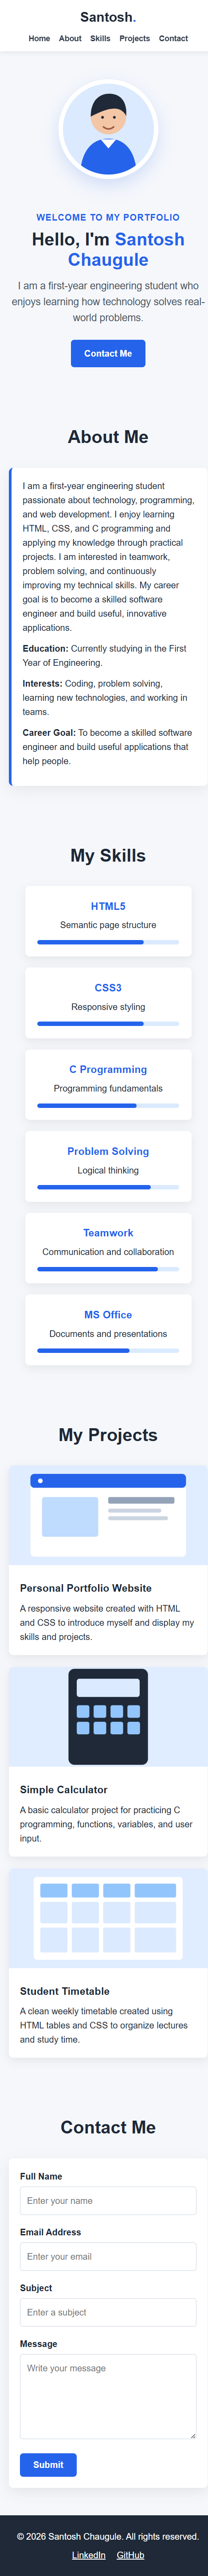 Santosh.
Home About Skills Projects Contact
WELCOME TO MY PORTFOLIO
Hello, I'm Santosh
Chaugule
I am a first-year engineering student who
enjoys learning how technology solves real-
world problems.
Contact Me
About Me
I am a first-year engineering student
passionate about technology, programming,
and web development. I enjoy learning
HTML, CSS, and C programming and
applying my knowledge through practical
projects. I am interested in teamwork,
problem solving, and continuously
improving my technical skills. My career
goal is to become a skilled software
engineer and build useful, innovative
applications.
Education: Currently studying in the First
Year of Engineering.
Interests: Coding, problem solving,
learning new technologies, and working in
teams.
Career Goal: To become a skilled software
engineer and build useful applications that
help people.
My Skills
HTML5
Semantic page structure
CSS3
Responsive styling
C Programming
Programming fundamentals
Problem Solving
Logical thinking
Teamwork
Communication and collaboration
MS Office
Documents and presentations
My Projects
Personal Portfolio Website
A responsive website created with HTML
and CSS to introduce myself and display my
skills and projects.
Simple Calculator
A basic calculator project for practicing C
programming, functions, variables, and user
input.
Student Timetable
A clean weekly timetable created using
HTML tables and CSS to organize lectures
and study time.
Contact Me
Full Name
Enter your name
Email Address
Enter your email
Subject
Enter a subject
Message
Write your message
Submit
© 2026 Santosh Chaugule. All rights reserved.
LinkedIn GitHub